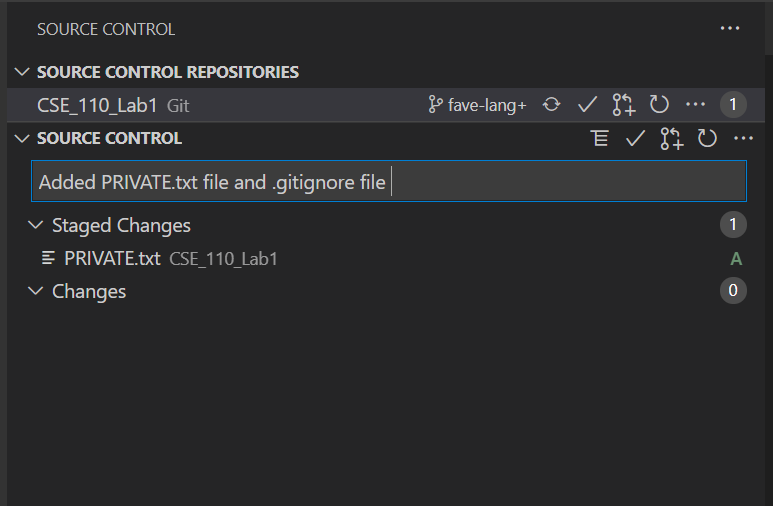 SOURCE CONTROL
SOURCE CONTROL REPOSITORIES
CSE_110_Lab1 Git fave-lang+ 1
SOURCE CONTROL
Added PRIVATE.txt file and .gitignore file
Staged Changes 1
PRIVATE.txt CSE_110_Lab1 A
Changes 0